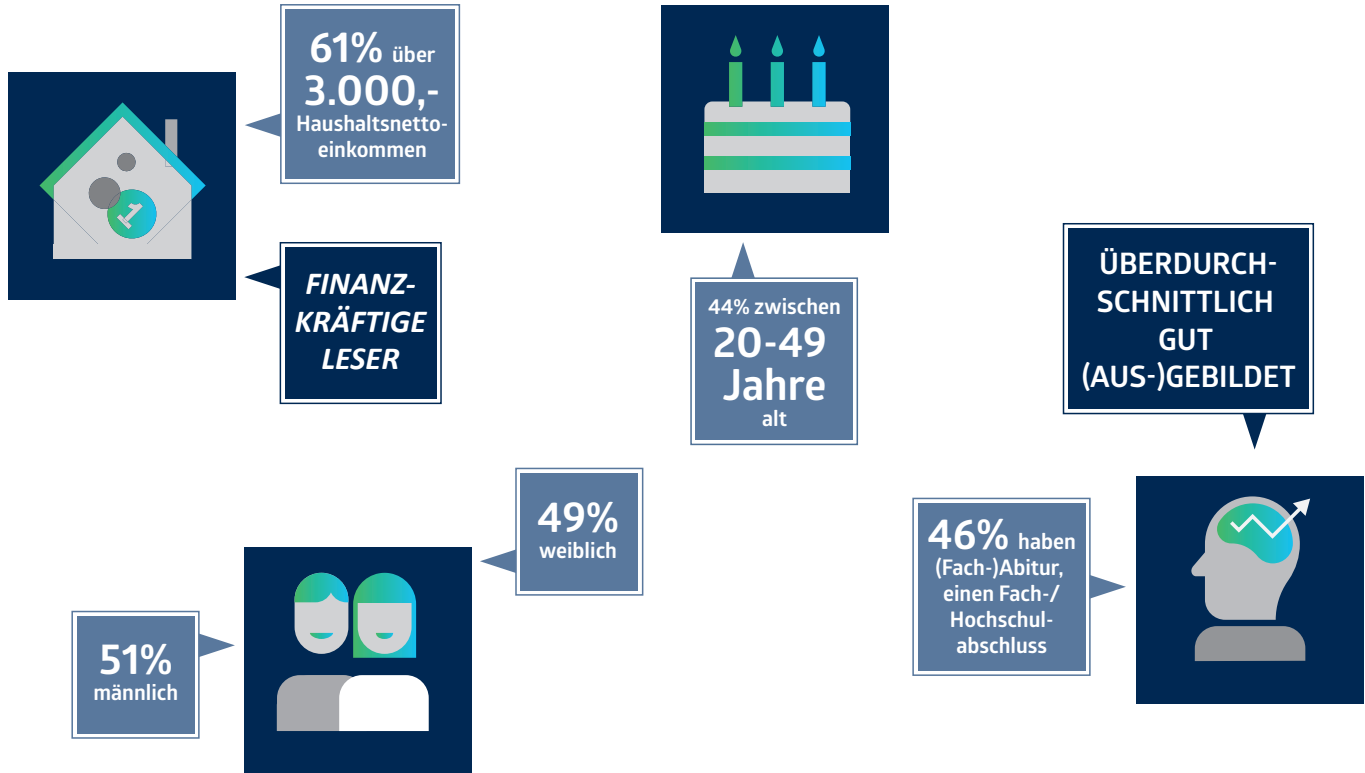 61% über
3.000,-
Haushaltsnetto-
einkommen
1
FINANZ-
KRÄFTIGE
LESER
44% zwischen
20-49
Jahre
alt
ÜBERDURCH-
SCHNITTLICH
GUT
(AUS-)GEBILDET
49%
weiblich
51%
männlich
46% haben
(Fach-)Abitur,
einen Fach-/
Hochschul-
abschluss